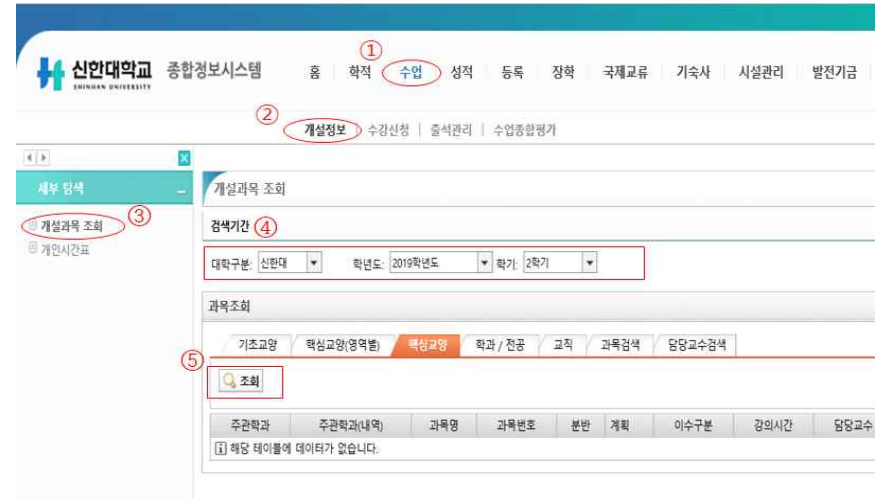 ①
신한대학교 종합정보시스템 홈 학적 수업 성적 등록 장학 국제교류 기숙사 시설관리 발전기금
SHINHAN UNIVERSITY
②
개설정보 | 수강신청 | 출석관리 | 수업종합평가
세부 탐색
개설과목 조회
③
개설과목 조회
개인시간표
검색기간 ④
대학구분: 신한대 학년도: 2019학년도 학기: 2학기
과목조회
기초교양 핵심교양(영역별) 핵심교양 학과 / 전공 교직 과목검색 담당교수검색
⑤
조회
주관학과 주관학과(내역) 과목명 과목번호 분반 계획 이수구분 강의시간 담당교수
해당 테이블에 데이터가 없습니다.